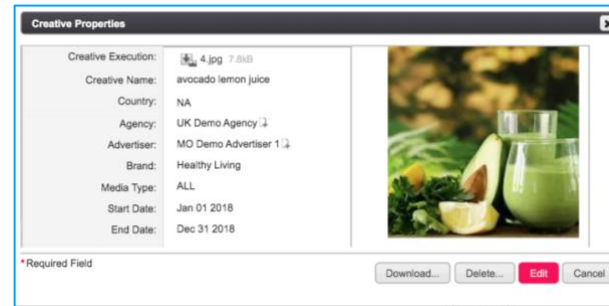 Creative Properties
Creative Execution: 4.jpg 7.8kB
Creative Name: avocado lemon juice
Country: NA
Agency: UK Demo Agency
Advertiser: MO Demo Advertiser 1
Brand: Healthy Living
Media Type: ALL
Start Date: Jan 01 2018
End Date: Dec 31 2018
*Required Field
Download... Delete... Edit Cancel